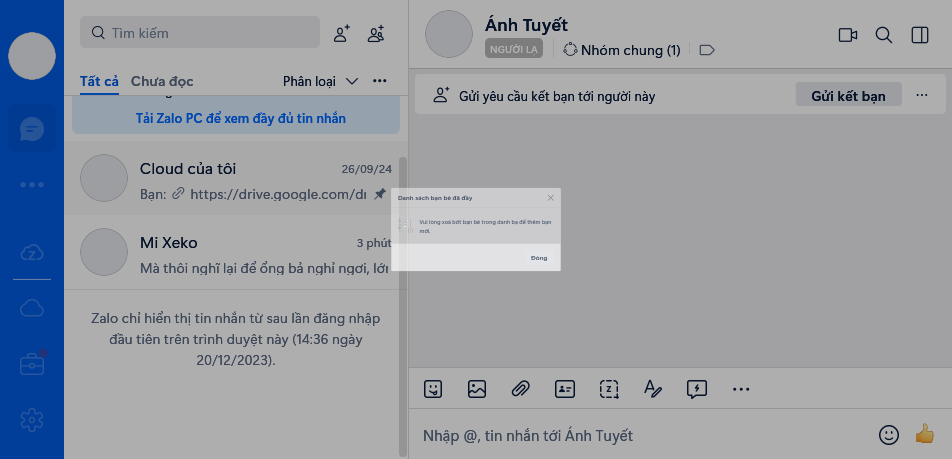 Tìm kiếm
Tất cả
Chưa đọc
Phân loại
Tải Zalo PC để xem đầy đủ tin nhắn
Cloud của tôi
26/09/24
Bạn: https://drive.google.com/dr
Mi Xeko
3 phút
Mà thôi nghĩ lại để ổng bả nghỉ ngơi, lớn
Zalo chỉ hiển thị tin nhắn từ sau lần đăng nhập
đầu tiên trên trình duyệt này (14:36 ngày
20/12/2023).
Ánh Tuyết
NGƯỜI LẠ
Nhóm chung (1)
Gửi yêu cầu kết bạn tới người này
Gửi kết bạn
Danh sách bạn bè đã đầy
Vui lòng xoá bớt bạn bè trong danh bạ để thêm bạn
mới.
Đóng
Nhập @, tin nhắn tới Ánh Tuyết